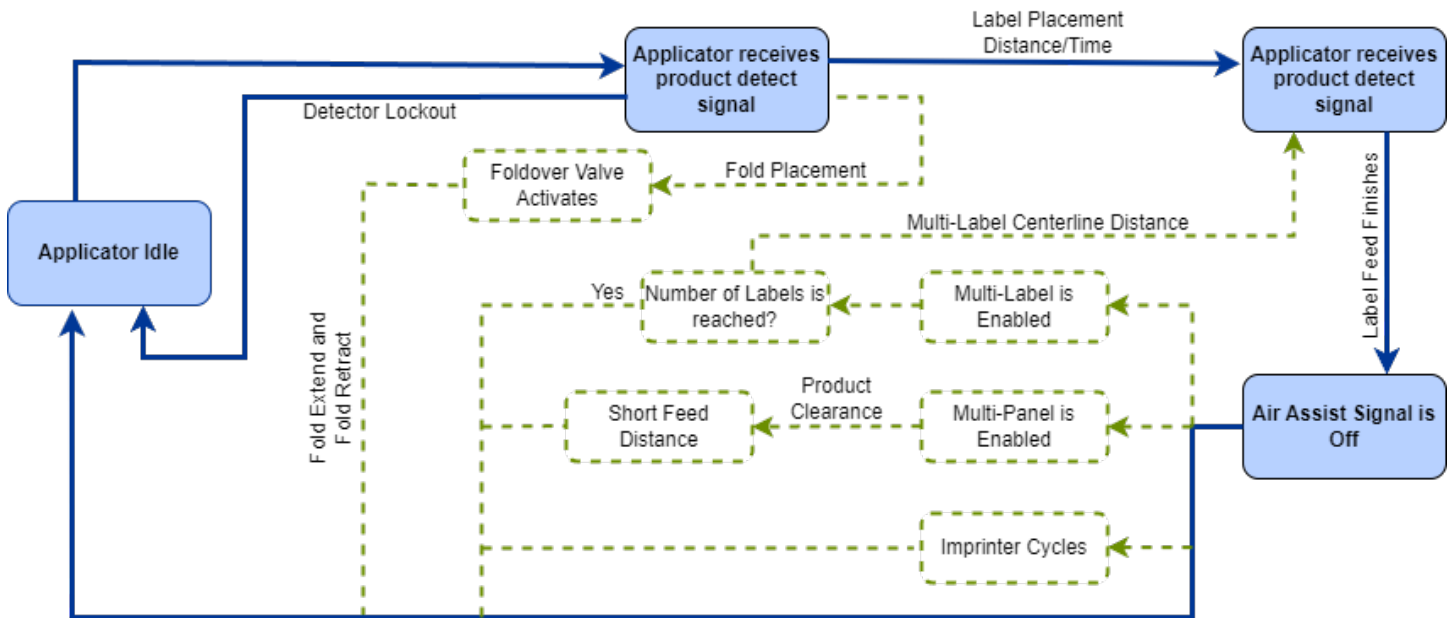 Label Placement
Distance/Time
Applicator receives
product detect
signal
Applicator receives
product detect
signal
Detector Lockout
Foldover Valve
Activates
Fold Placement
Label Feed Finishes
Applicator Idle
Multi-Label Centerline Distance
Yes
Number of Labels is
reached?
Multi-Label is
Enabled
Fold Extend and
Fold Retract
Product
Clearance
Short Feed
Distance
Multi-Panel is
Enabled
Air Assist Signal is
Off
Imprinter Cycles